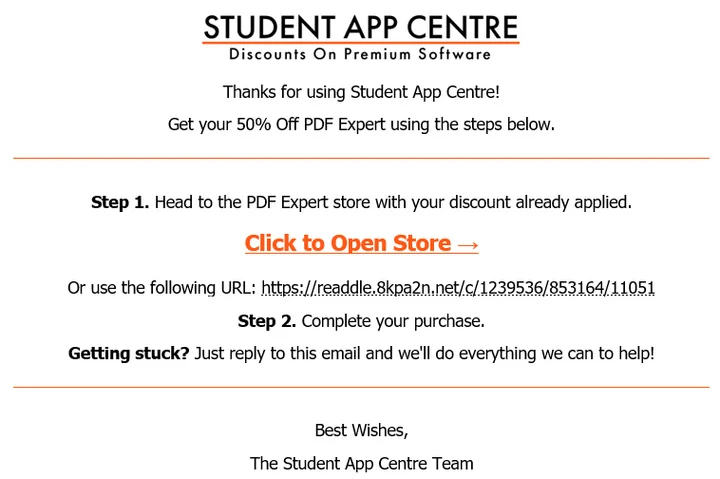 STUDENT APP CENTRE
Discounts On Premium Software
Thanks for using Student App Centre!
Get your 50% Off PDF Expert using the steps below.
Step 1. Head to the PDF Expert store with your discount already applied.
Click to Open Store →
Or use the following URL: https://readdle.8kpa2n.net/c/1239536/853164/11051
Step 2. Complete your purchase.
Getting stuck? Just reply to this email and we'll do everything we can to help!
Best Wishes,
The Student App Centre Team